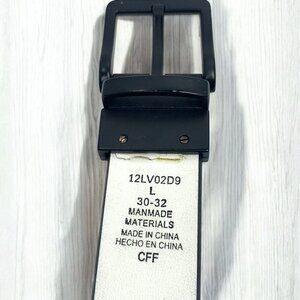 12LV02D9
L
30-32
MANMADE
MATERIALS
MADE IN CHINA
HECHO EN CHINA
CFF